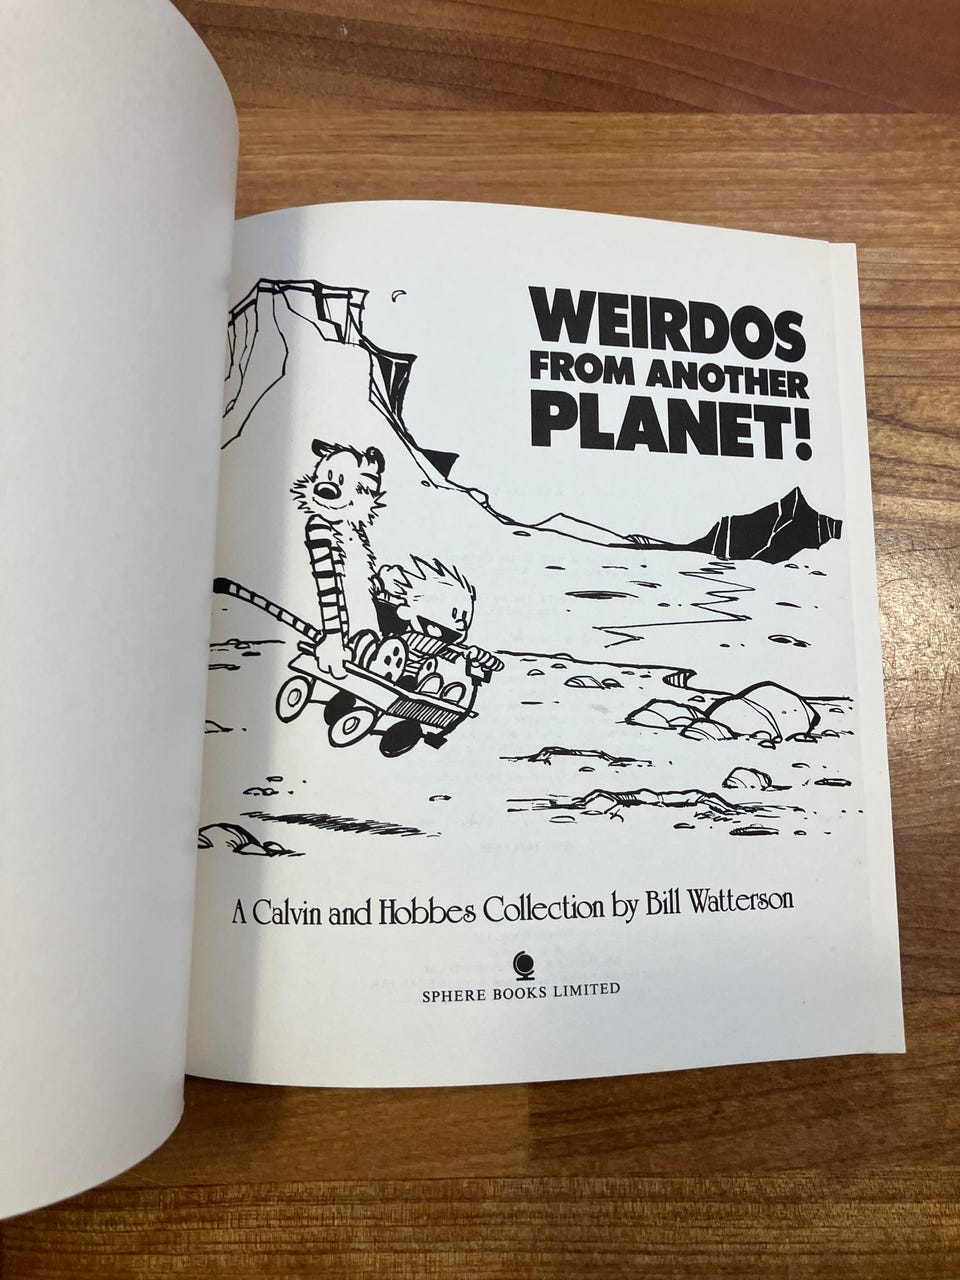 WEIRDOS
FROM ANOTHER
PLANET!
A Calvin and Hobbes Collection by Bill Watterson
SPHERE BOOKS LIMITED